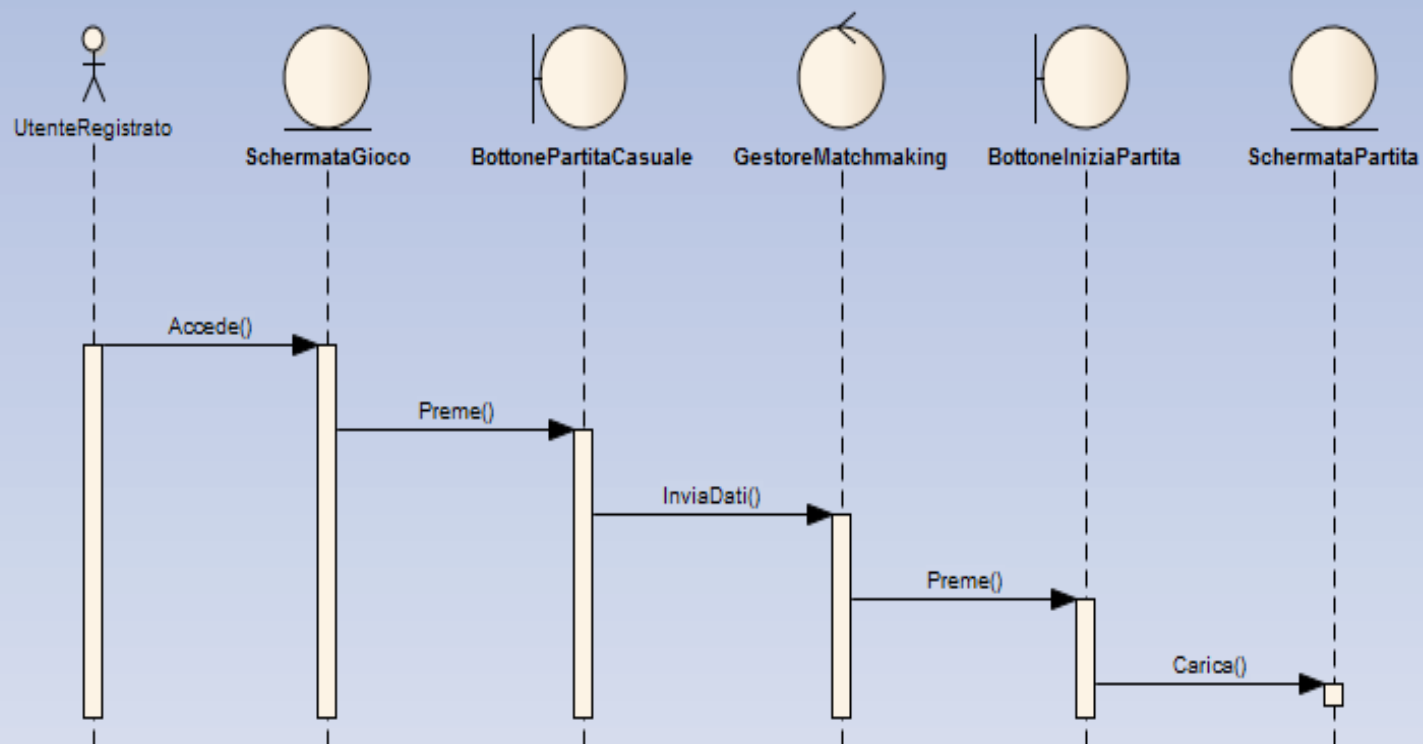 UtenteRegistrato
SchermataGioco
BottonePartitaCasuale
GestoreMatchmaking
BottoneIniziaPartita
SchermataPartita
Accede()
Preme()
InviaDati()
Preme()
Carica()